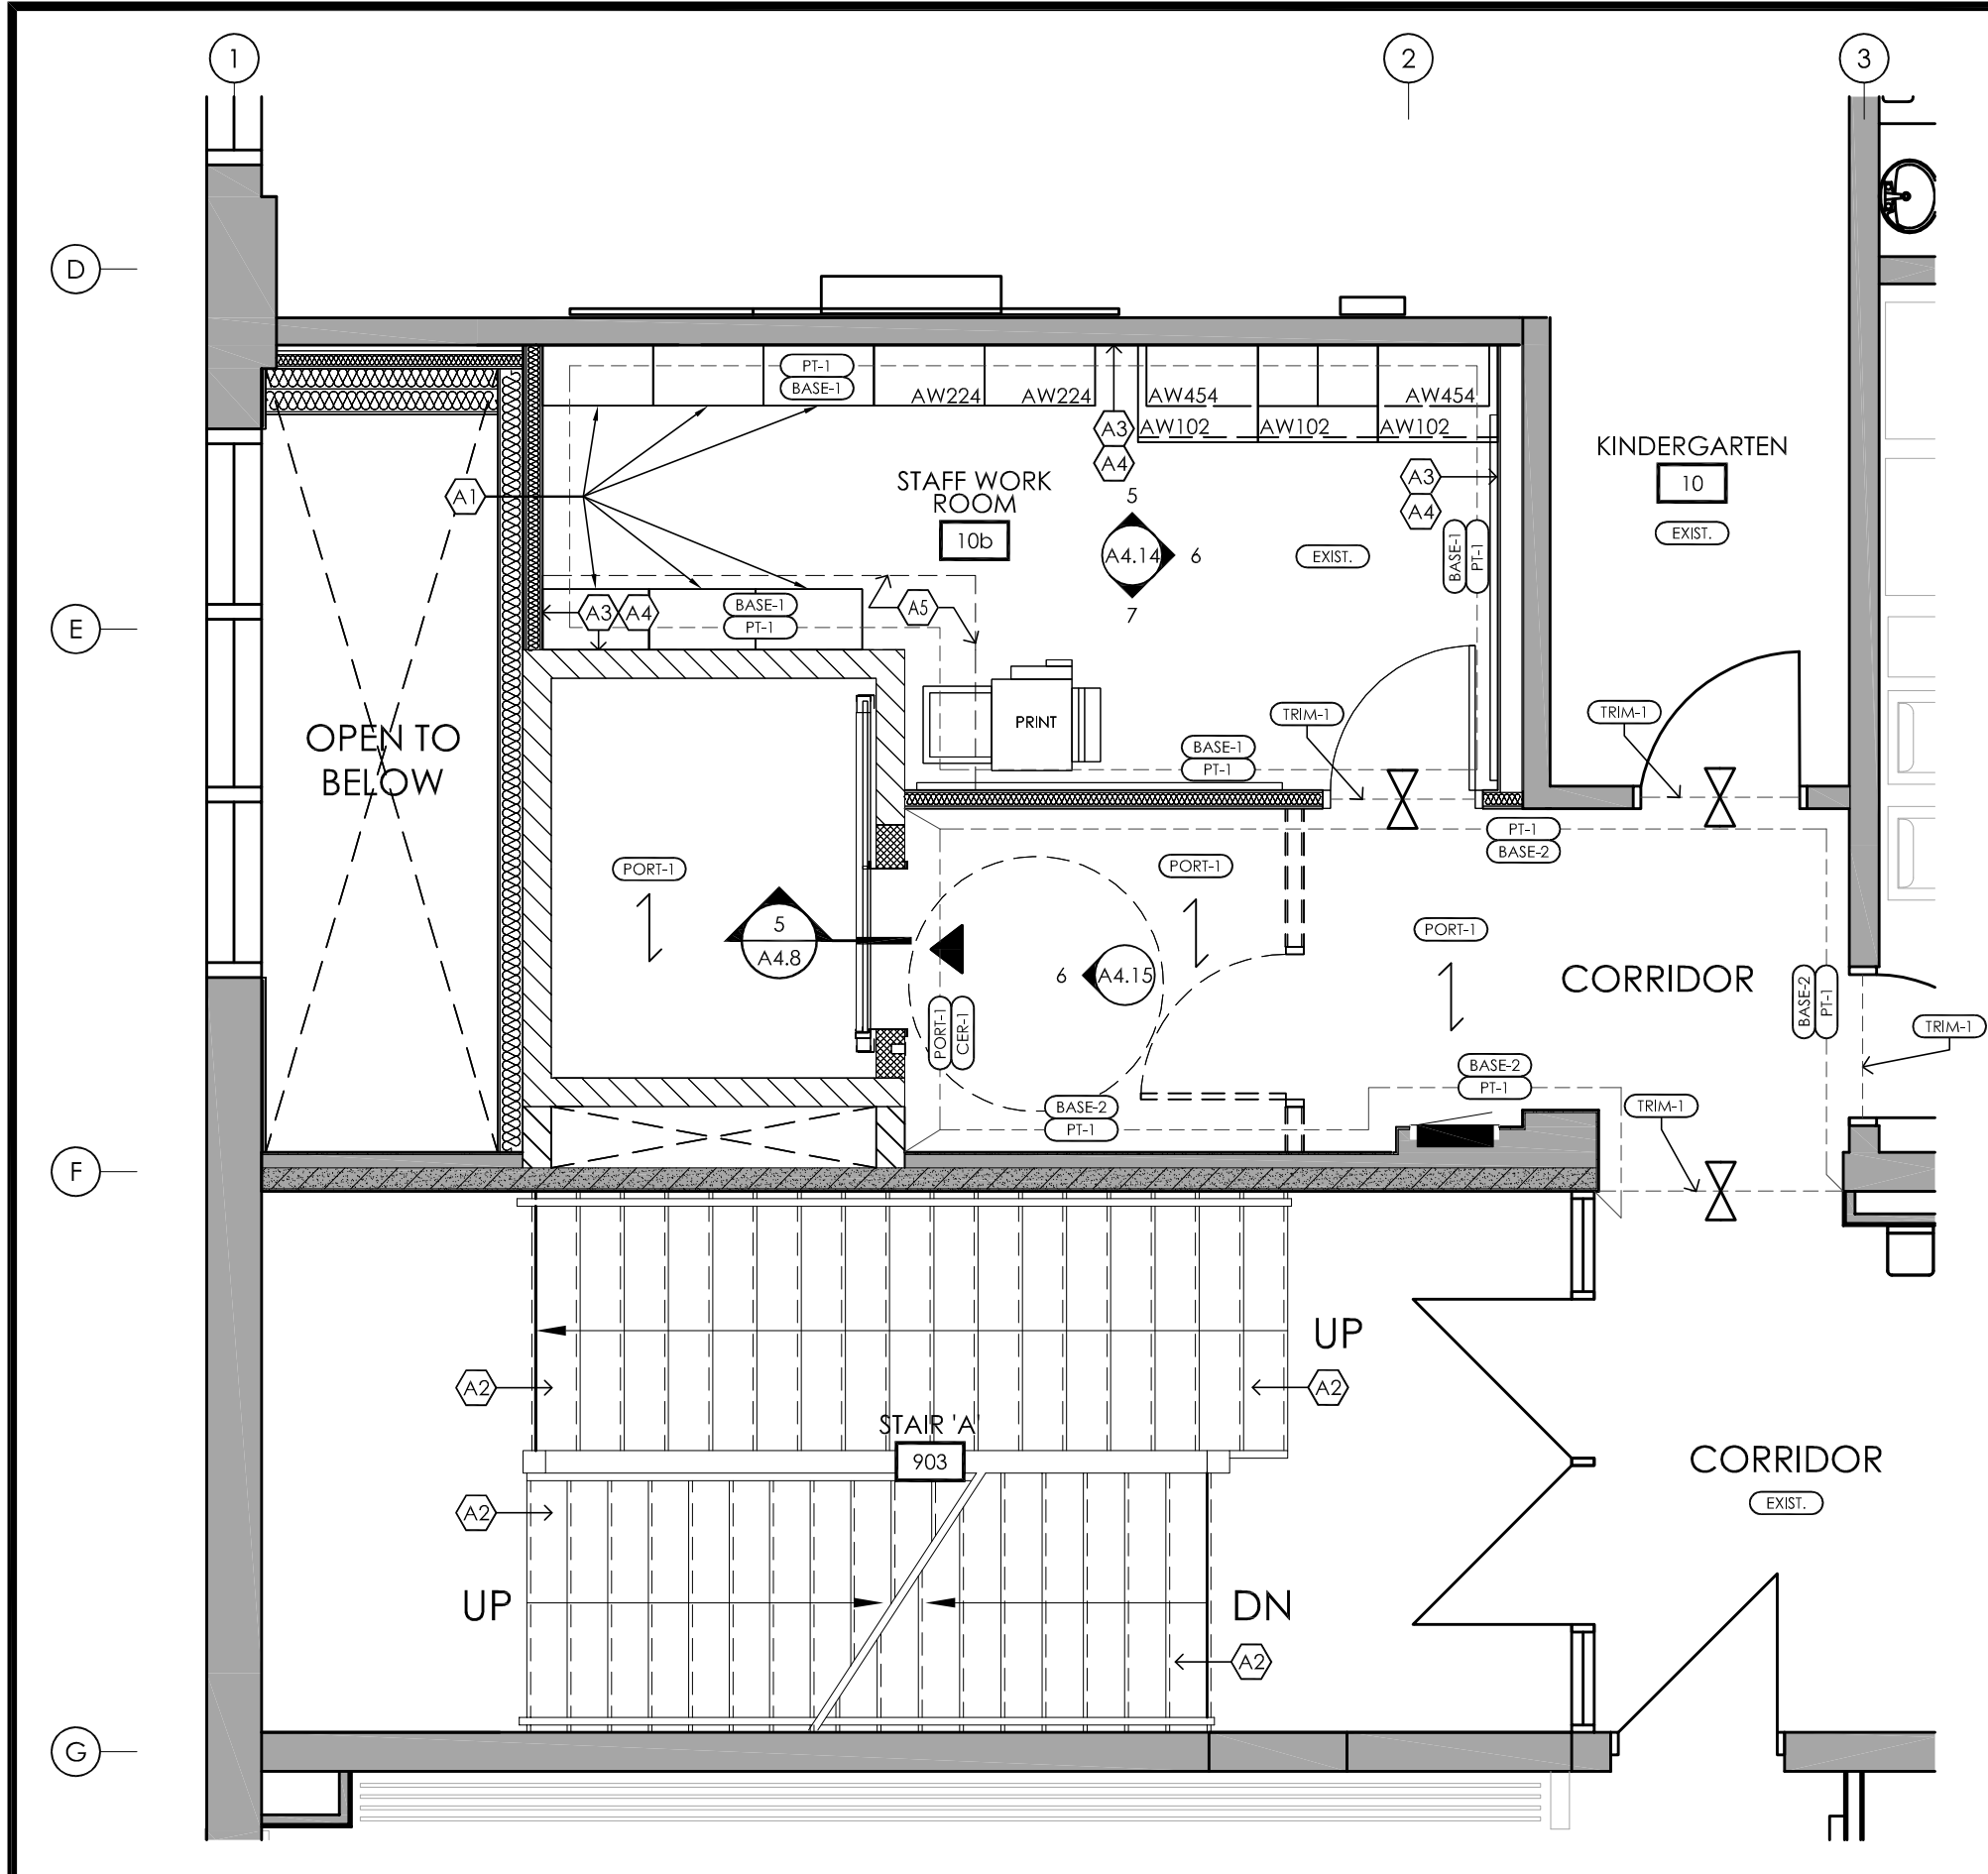 1
2
3
D
PT-1
BASE-1
AW224
AW224
AW454
AW454
AW102
AW102
AW102
A3
A4
KINDERGARTEN
10
EXIST.
A1
STAFF WORK
ROOM
10b
5
A4.14
6
7
EXIST.
A3
A4
BASE-1
PT-1
E
A3
A4
BASE-1
PT-1
A5
PRINT
TRIM-1
TRIM-1
BASE-1
PT-1
OPEN TO
BELOW
PT-1
BASE-2
PORT-1
PORT-1
PORT-1
5
A4.8
6
A4.15
CORRIDOR
PORT-1
CER-1
BASE-2
PT-1
TRIM-1
BASE-2
PT-1
BASE-2
PT-1
TRIM-1
F
UP
A2
A2
STAIR 'A'
903
CORRIDOR
EXIST.
A2
UP
DN
A2
G